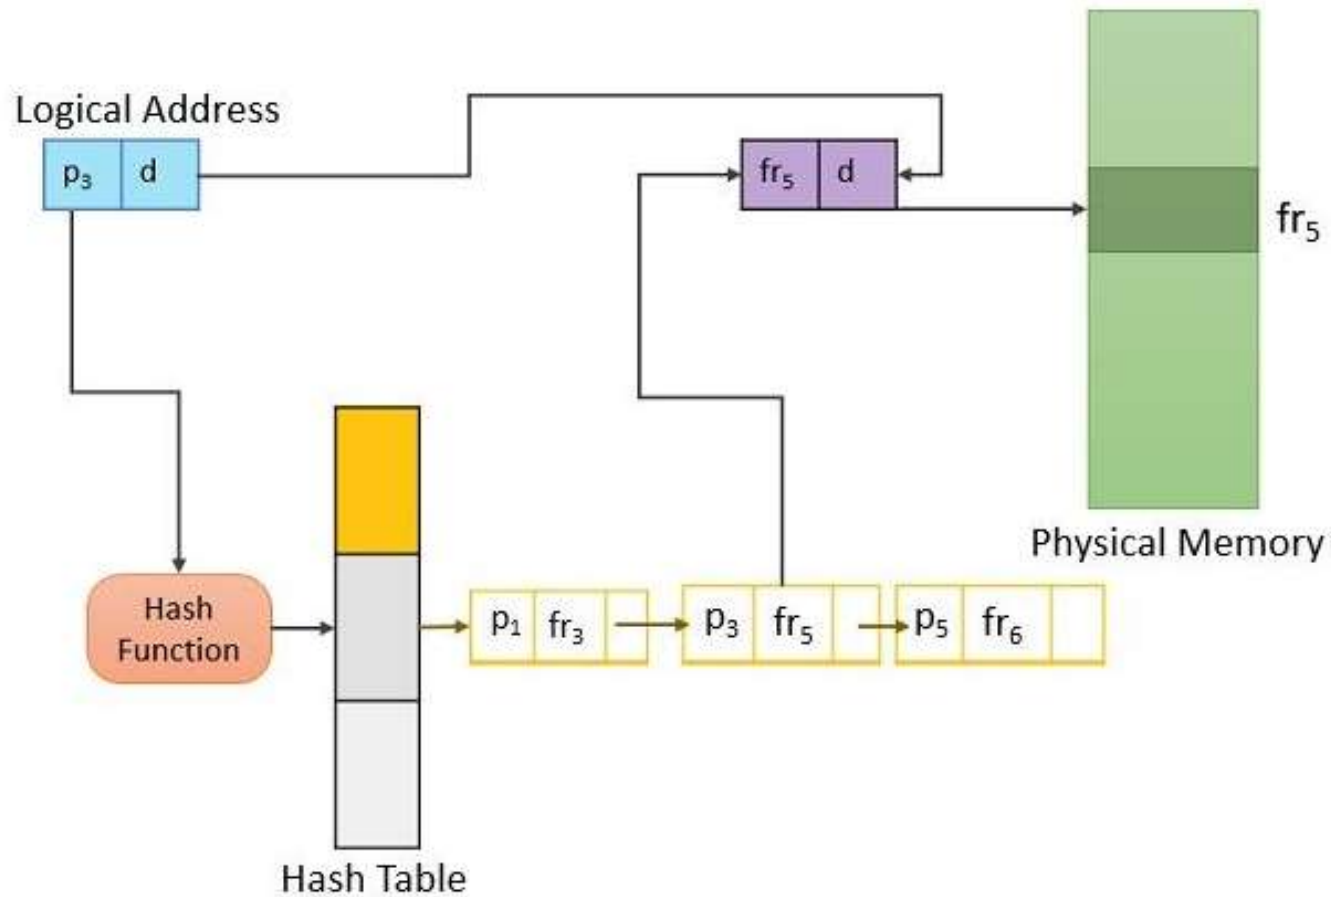 Logical Address
p₃ d
fr₅ d
fr₅
Physical Memory
Hash
Function
p₁ fr₃
p₃ fr₅
p₅ fr₆
Hash Table